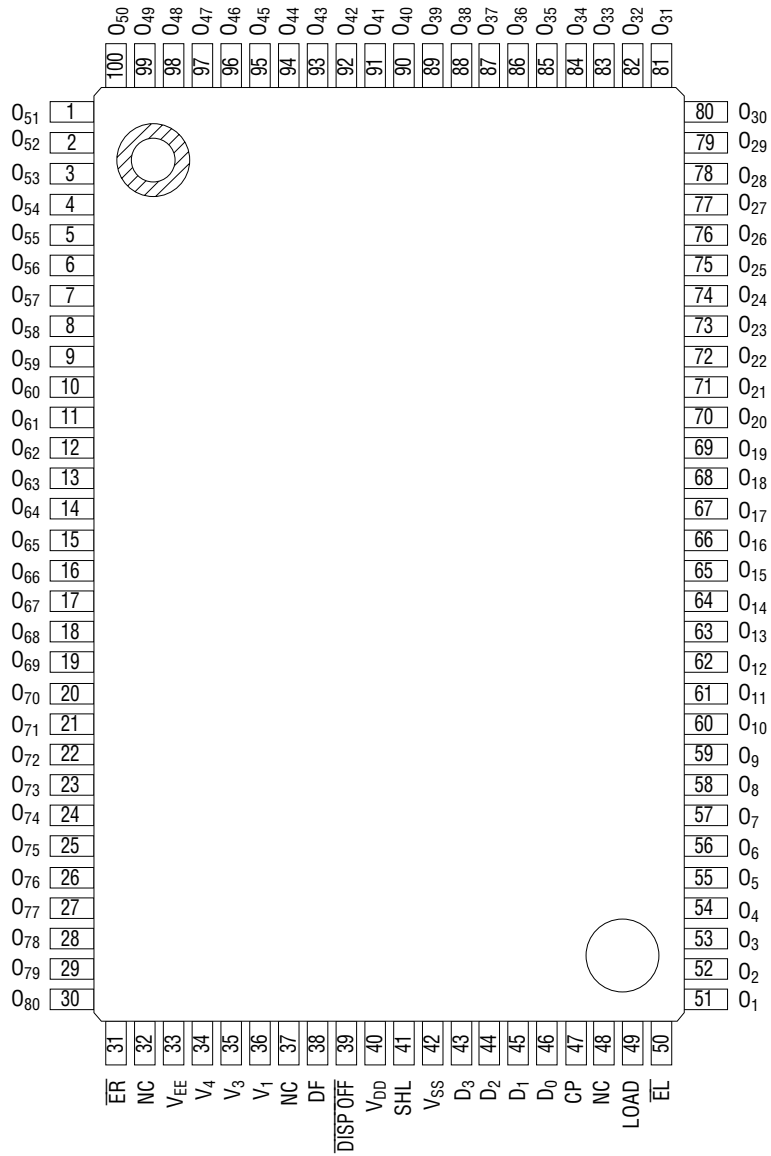 O50 O49 O48 O47 O46 O45 O44 O43 O42 O41 O40 O39 O38 O37 O36 O35 O34 O33 O32 O31
100 99 98 97 96 95 94 93 92 91 90 89 88 87 86 85 84 83 82 81
O51 1 80 O30
O52 2 79 O29
O53 3 78 O28
O54 4 77 O27
O55 5 76 O26
O56 6 75 O25
O57 7 74 O24
O58 8 73 O23
O59 9 72 O22
O60 10 71 O21
O61 11 70 O20
O62 12 69 O19
O63 13 68 O18
O64 14 67 O17
O65 15 66 O16
O66 16 65 O15
O67 17 64 O14
O68 18 63 O13
O69 19 62 O12
O70 20 61 O11
O71 21 60 O10
O72 22 59 O9
O73 23 58 O8
O74 24 57 O7
O75 25 56 O6
O76 26 55 O5
O77 27 54 O4
O78 28 53 O3
O79 29 52 O2
O80 30 51 O1
31 32 33 34 35 36 37 38 39 40 41 42 43 44 45 46 47 48 49 50
ER NC VEE V4 V3 V1 NC DF DISP OFF VDD SHL VSS D3 D2 D1 D0 CP NC LOAD EL